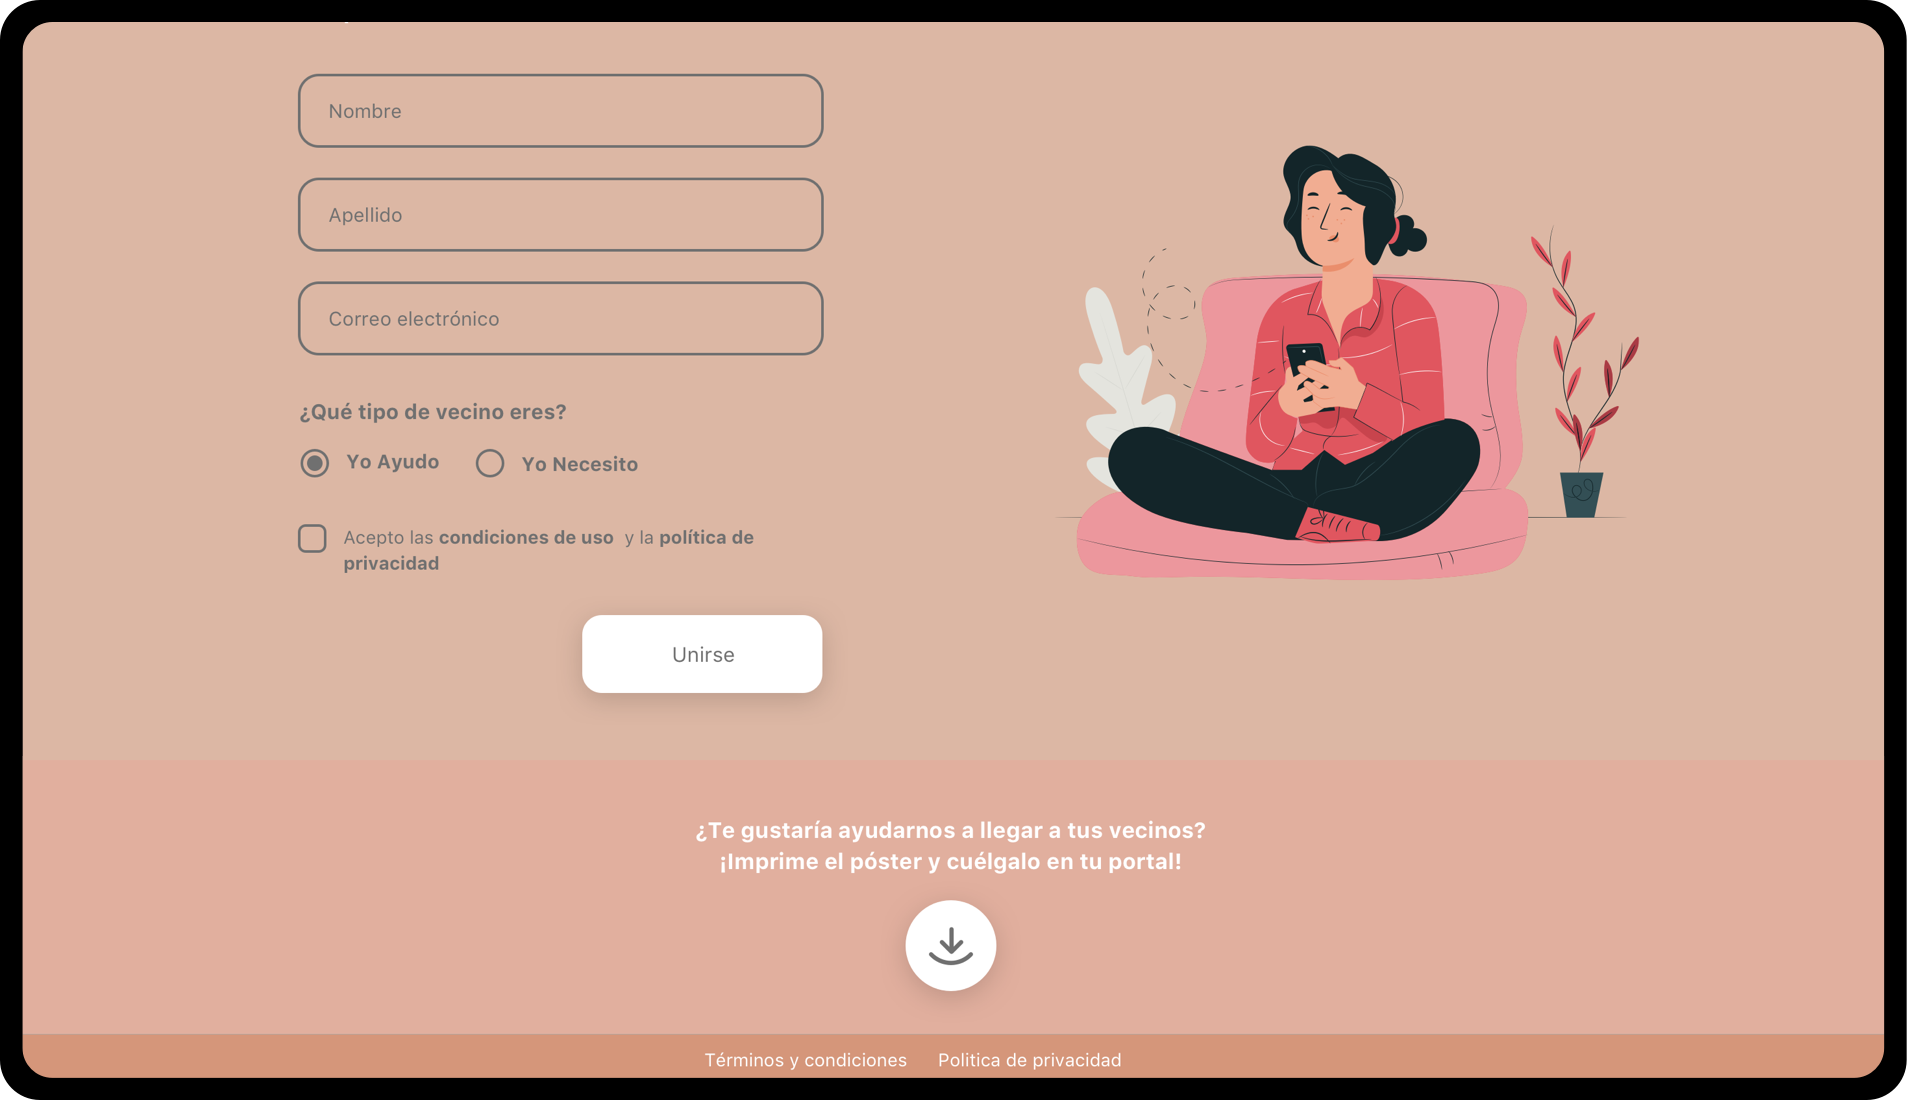 Nombre
Apellido
Correo electrónico
¿Qué tipo de vecino eres?
Yo Ayudo Yo Necesito
Acepto las condiciones de uso y la política de
privacidad
Unirse
¿Te gustaría ayudarnos a llegar a tus vecinos?
¡Imprime el póster y cuélgalo en tu portal!
Términos y condiciones Politica de privacidad